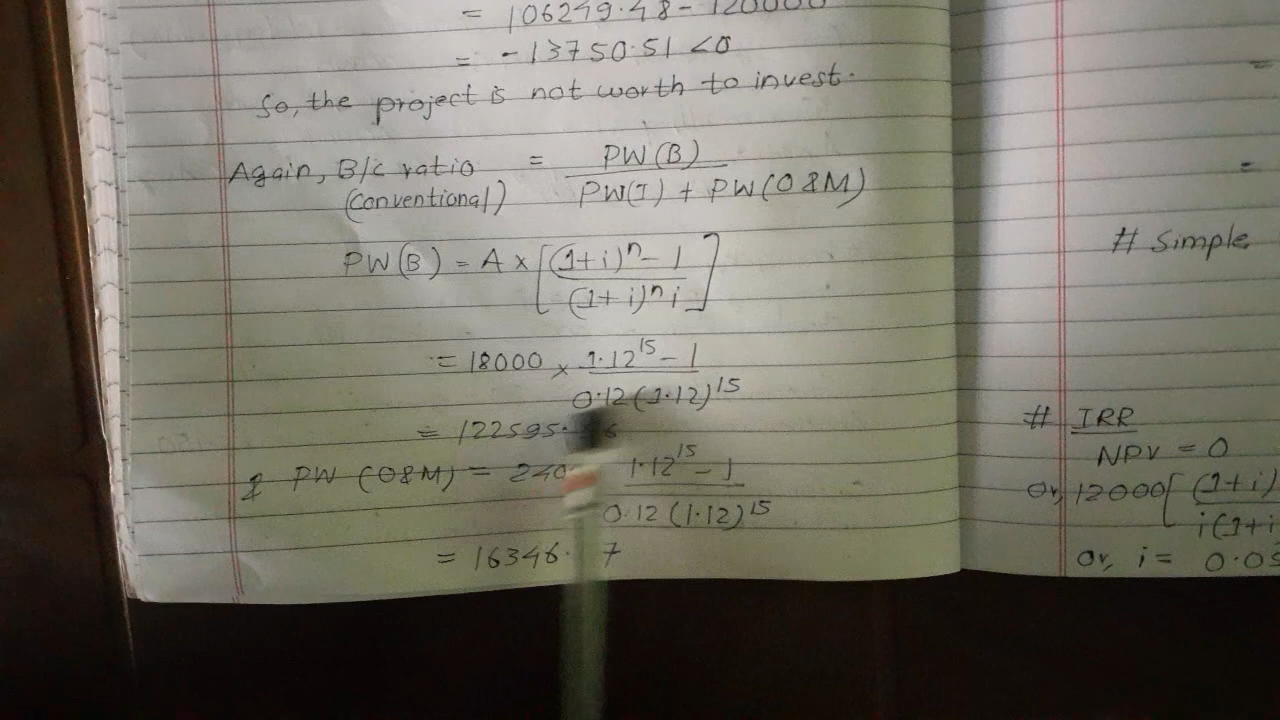 = 106249.48 - 120000
= -13750.51 <0
So, the project is not worth to invest.
Again, B/c ratio = PW(B)
(conventional) PW(I) + PW(O&M)
PW(B) = A × [(1+i)^n - 1
(1+i)^n i]
= 18000 × 1.12^15 - 1
0.12(1.12)^15
= 122595.
& PW (O&M) = 1.12^15 - 1
0.12 (1.12)^15
= 16346. 7
=
=
# Simple
# IRR
NPV = 0
Or, 12000[(1+i)
i(1+i
Or, i = 0.0